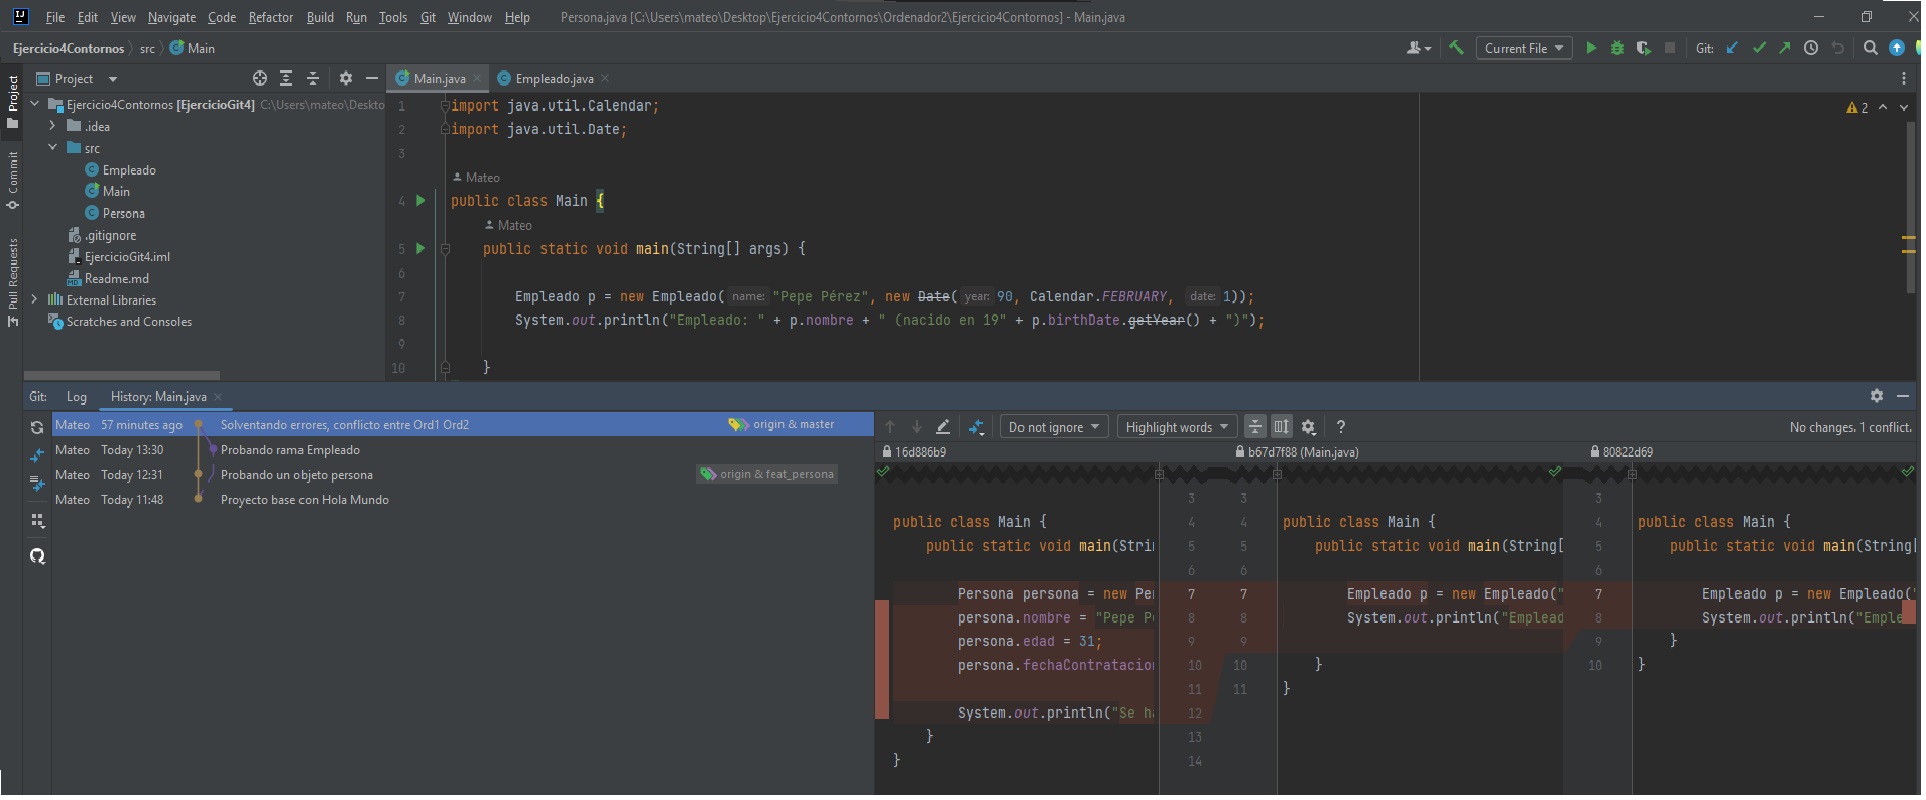 File Edit View Navigate Code Refactor Build Run Tools Git Window Help Persona.java [C:\Users\mateo\Desktop\Ejercicio4Contornos\Ordenador2\Ejercicio4Contornos] - Main.java
Ejercicio4Contornos src Main Current File Git:
Project
Commit
Pull Requests
Project
Ejercicio4Contornos [EjercicioGit4] C:\Users\mateo\Deskto
.idea
src
Empleado
Main
Persona
.gitignore
EjercicioGit4.iml
Readme.md
External Libraries
Scratches and Consoles
Main.java Empleado.java
2
1 import java.util.Calendar;
2 import java.util.Date;
3
Mateo
4 public class Main {
Mateo
5 public static void main(String[] args) {
6
7 Empleado p = new Empleado( name: "Pepe Pérez", new Date( year: 90, Calendar.FEBRUARY, date: 1));
8 System.out.println("Empleado: " + p.nombre + " (nacido en 19" + p.birthDate.getYear() + ")");
9
10 }
Git: Log History: Main.java
Mateo 57 minutes ago Solventando errores, conflicto entre Ord1 Ord2 origin & master
Mateo Today 13:30 Probando rama Empleado
Mateo Today 12:31 Probando un objeto persona origin & feat_persona
Mateo Today 11:48 Proyecto base con Hola Mundo
Do not ignore Highlight words ? No changes. 1 conflict.
16d886b9
3
public class Main { 4
public static void main(Stri 5
6
Persona persona = new Per 7
persona.nombre = "Pepe P 8
persona.edad = 31; 9
persona.fechaContratacion 10
11
System.out.println("Se ha 12
} 13
} 14
b67d7f88 (Main.java)
3
4 public class Main {
5 public static void main(String[
6
7 Empleado p = new Empleado("
8 System.out.println("Emplead
9
10 }
11 }
80822d69
3
4 public class Main {
5 public static void main(String[
6
7 Empleado p = new Empleado("
8 System.out.println("Emple
9 }
10 }